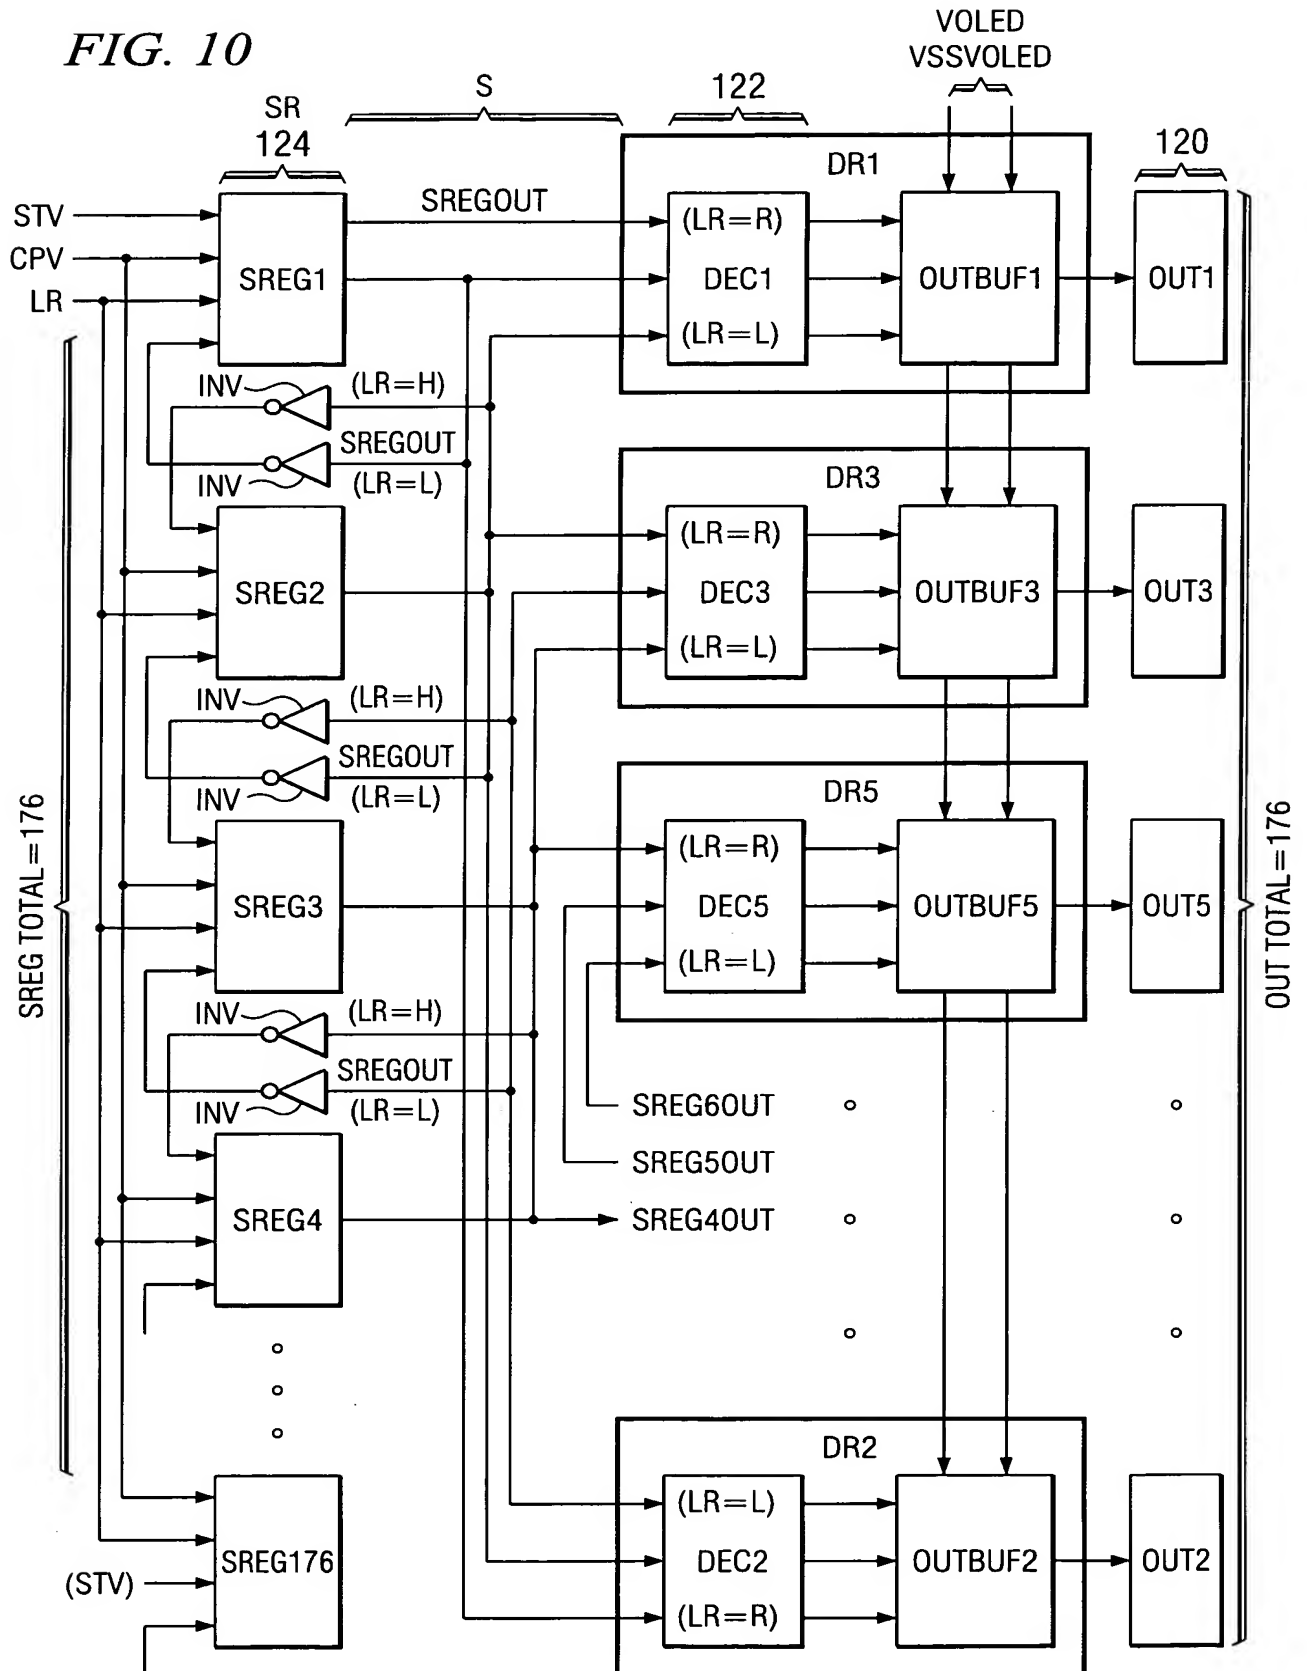 FIG. 10
VOLED
VSSVOLED
S
122
SR
124
120
DR1
STV
CPV
LR
SREG1
SREGOUT
(LR=R)
DEC1
(LR=L)
OUTBUF1
OUT1
INV
(LR=H)
SREGOUT
INV
(LR=L)
DR3
SREG2
(LR=R)
DEC3
(LR=L)
OUTBUF3
OUT3
INV
(LR=H)
SREGOUT
INV
(LR=L)
DR5
SREG TOTAL=176
OUT TOTAL=176
SREG3
(LR=R)
DEC5
(LR=L)
OUTBUF5
OUT5
INV
(LR=H)
SREGOUT
INV
(LR=L)
SREG6OUT
SREG5OUT
SREG4
SREG4OUT
DR2
(STV)
SREG176
(LR=L)
DEC2
(LR=R)
OUTBUF2
OUT2